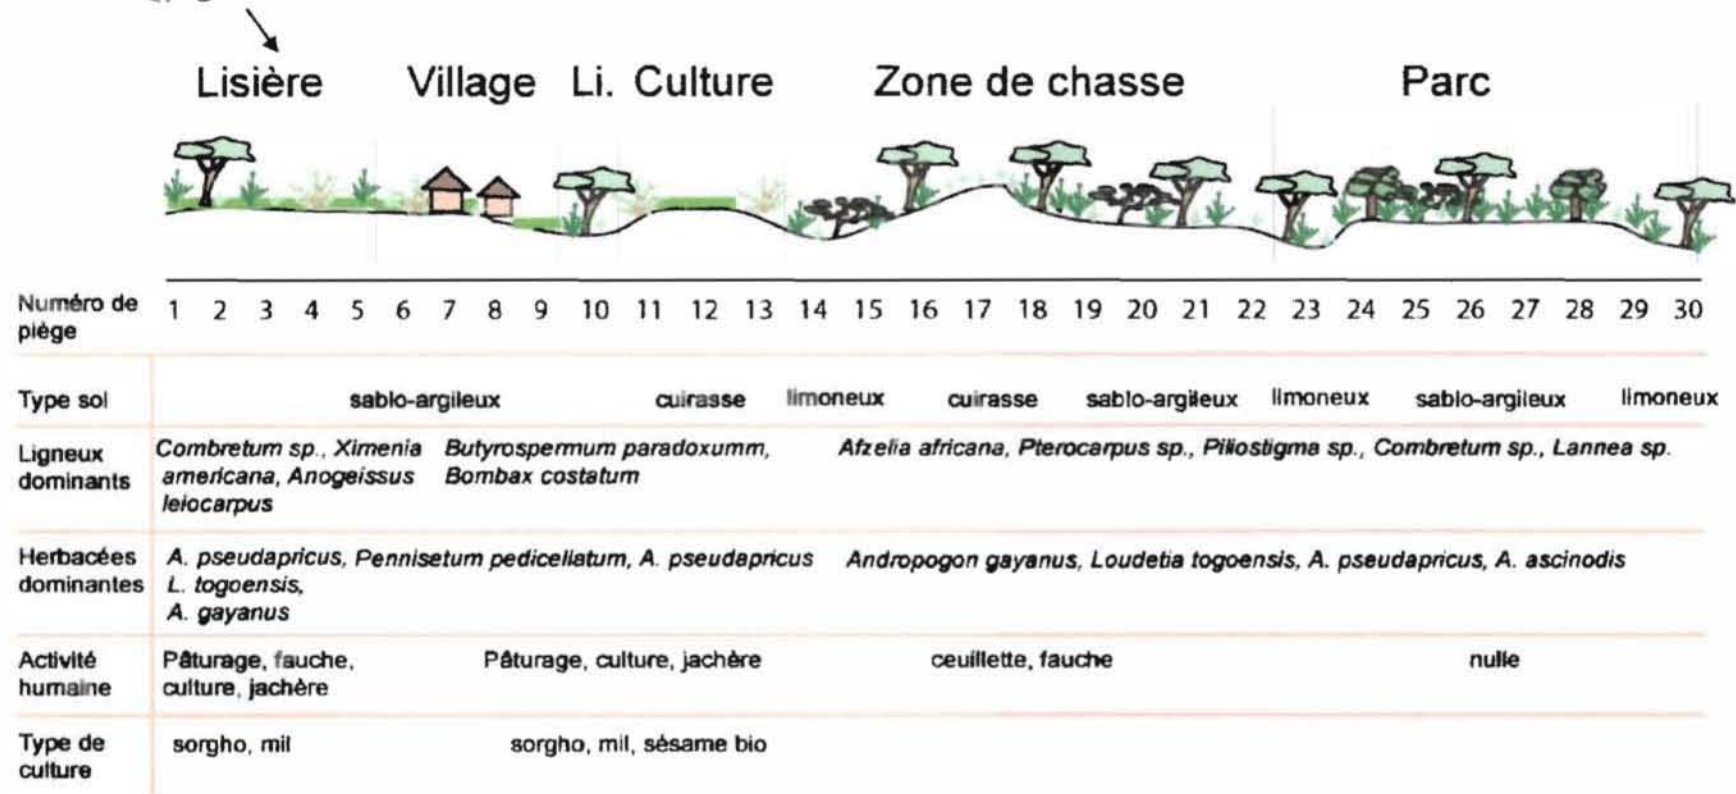 Lisière Village Li. Culture Zone de chasse Parc
Numéro de piège 1 2 3 4 5 6 7 8 9 10 11 12 13 14 15 16 17 18 19 20 21 22 23 24 25 26 27 28 29 30
Type sol sablo-argileux cuirasse limoneux cuirasse sablo-argileux limoneux sablo-argileux limoneux
Ligneux dominants
Combretum sp., Ximenia
americana, Anogeissus
leiocarpus
Butyrospermum paradoxumm,
Bombax costatum
Afzelia africana, Pterocarpus sp., Piliostigma sp., Combretum sp., Lannea sp.
Herbacées dominantes
A. pseudapricus, Pennisetum pedicellatum, A. pseudapricus
L. togoensis,
A. gayanus
Andropogon gayanus, Loudetia togoensis, A. pseudapricus, A. ascinodis
Activité humaine
Pâturage, fauche,
culture, jachère
Pâturage, culture, jachère
ceuillette, fauche
nulle
Type de culture
sorgho, mil
sorgho, mil, sésame bio